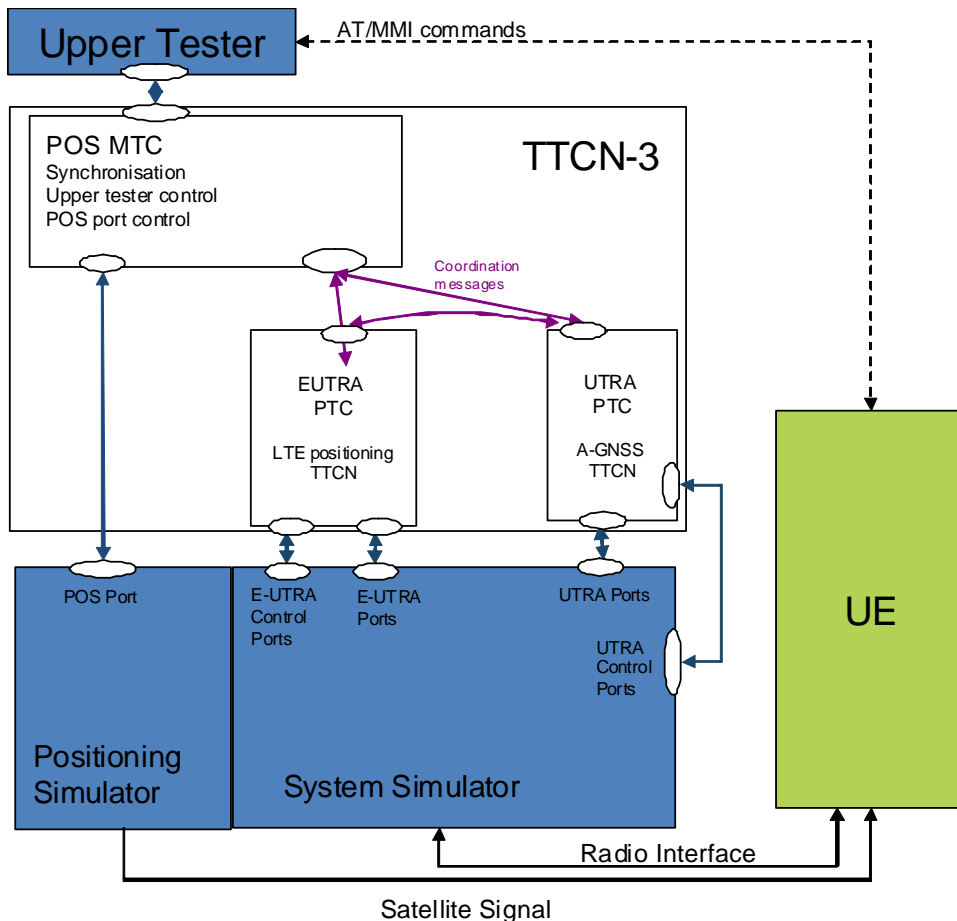 Upper Tester
AT/MMI commands
POS MTC
Synchronisation
Upper tester control
POS port control
TTCN-3
Coordination
messages
EUTRA
PTC
LTE positioning
TTCN
UTRA
PTC
A-GNSS
TTCN
POS Port
E-UTRA
Control
Ports
E-UTRA
Ports
UTRA Ports
UTRA
Control
Ports
UE
Positioning
Simulator
System Simulator
Radio Interface
Satellite Signal